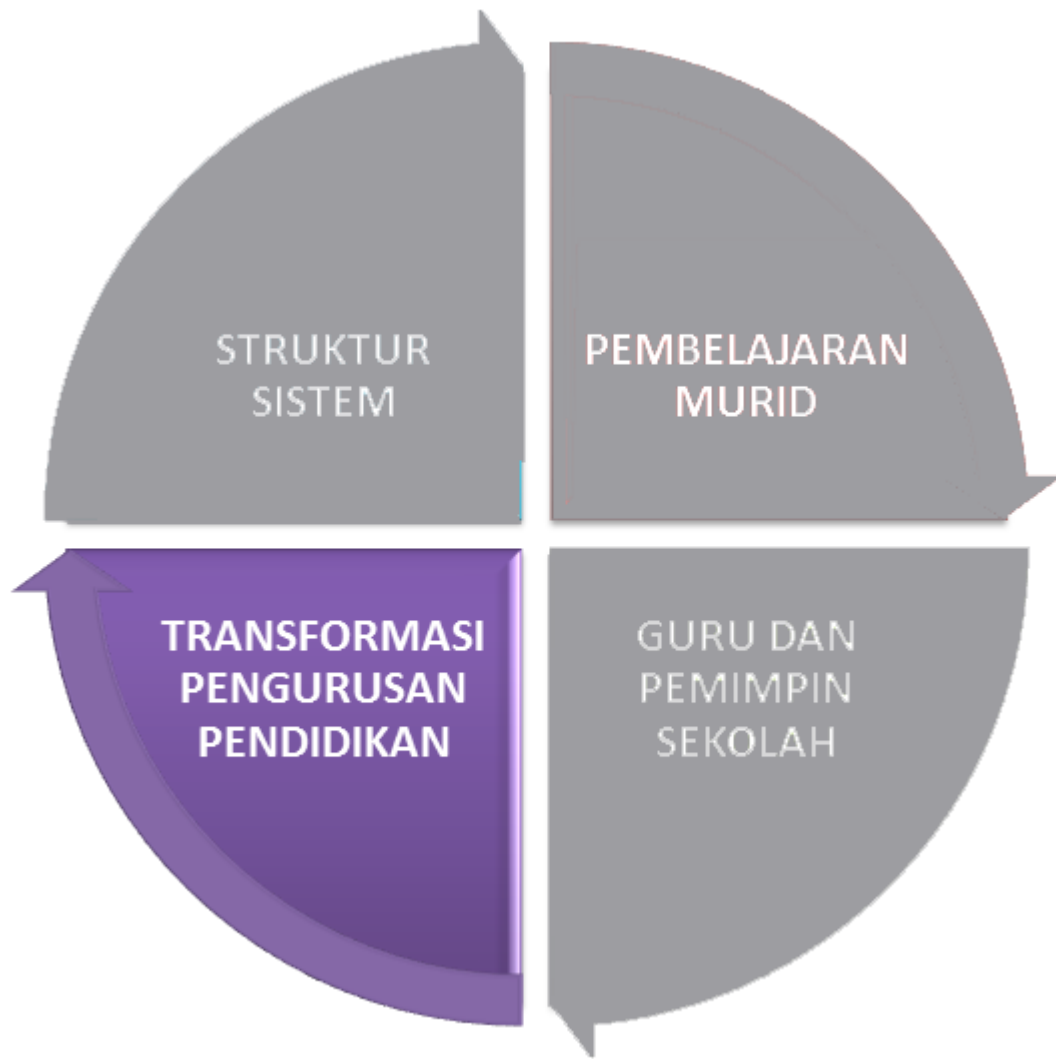 STRUKTUR
SISTEM
PEMBELAJARAN
MURID
TRANSFORMASI
PENGURUSAN
PENDIDIKAN
GURU DAN
PEMIMPIN
SEKOLAH